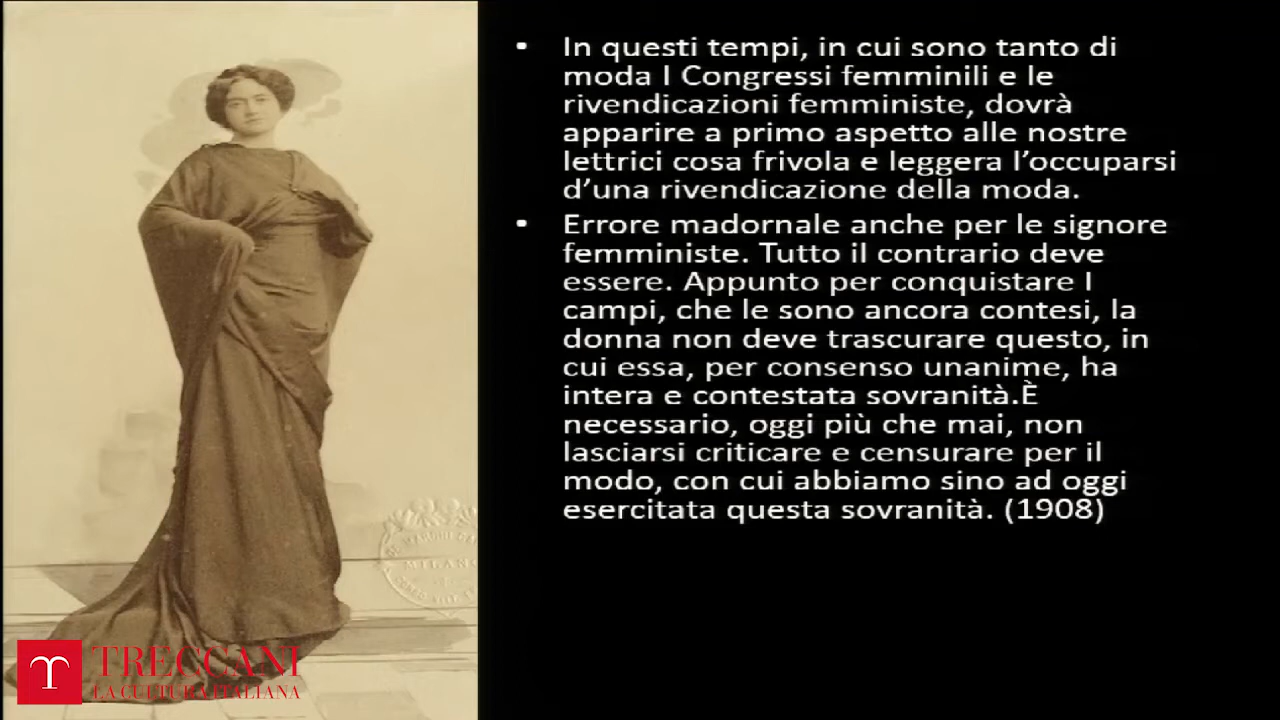 In questi tempi, in cui sono tanto di
moda I Congressi femminili e le
rivendicazioni femministe, dovrà
apparire a primo aspetto alle nostre
lettrici cosa frivola e leggera l'occuparsi
d'una rivendicazione della moda.
Errore madornale anche per le signore
femministe. Tutto il contrario deve
essere. Appunto per conquistare I
campi, che le sono ancora contesi, la
donna non deve trascurare questo, in
cui essa, per consenso unanime, ha
intera e contestata sovranità.È
necessario, oggi più che mai, non
lasciarsi criticare e censurare per il
modo, con cui abbiamo sino ad oggi
esercitata questa sovranità. (1908)
MILANO
TRECCANI
LA CULTURA ITALIANA